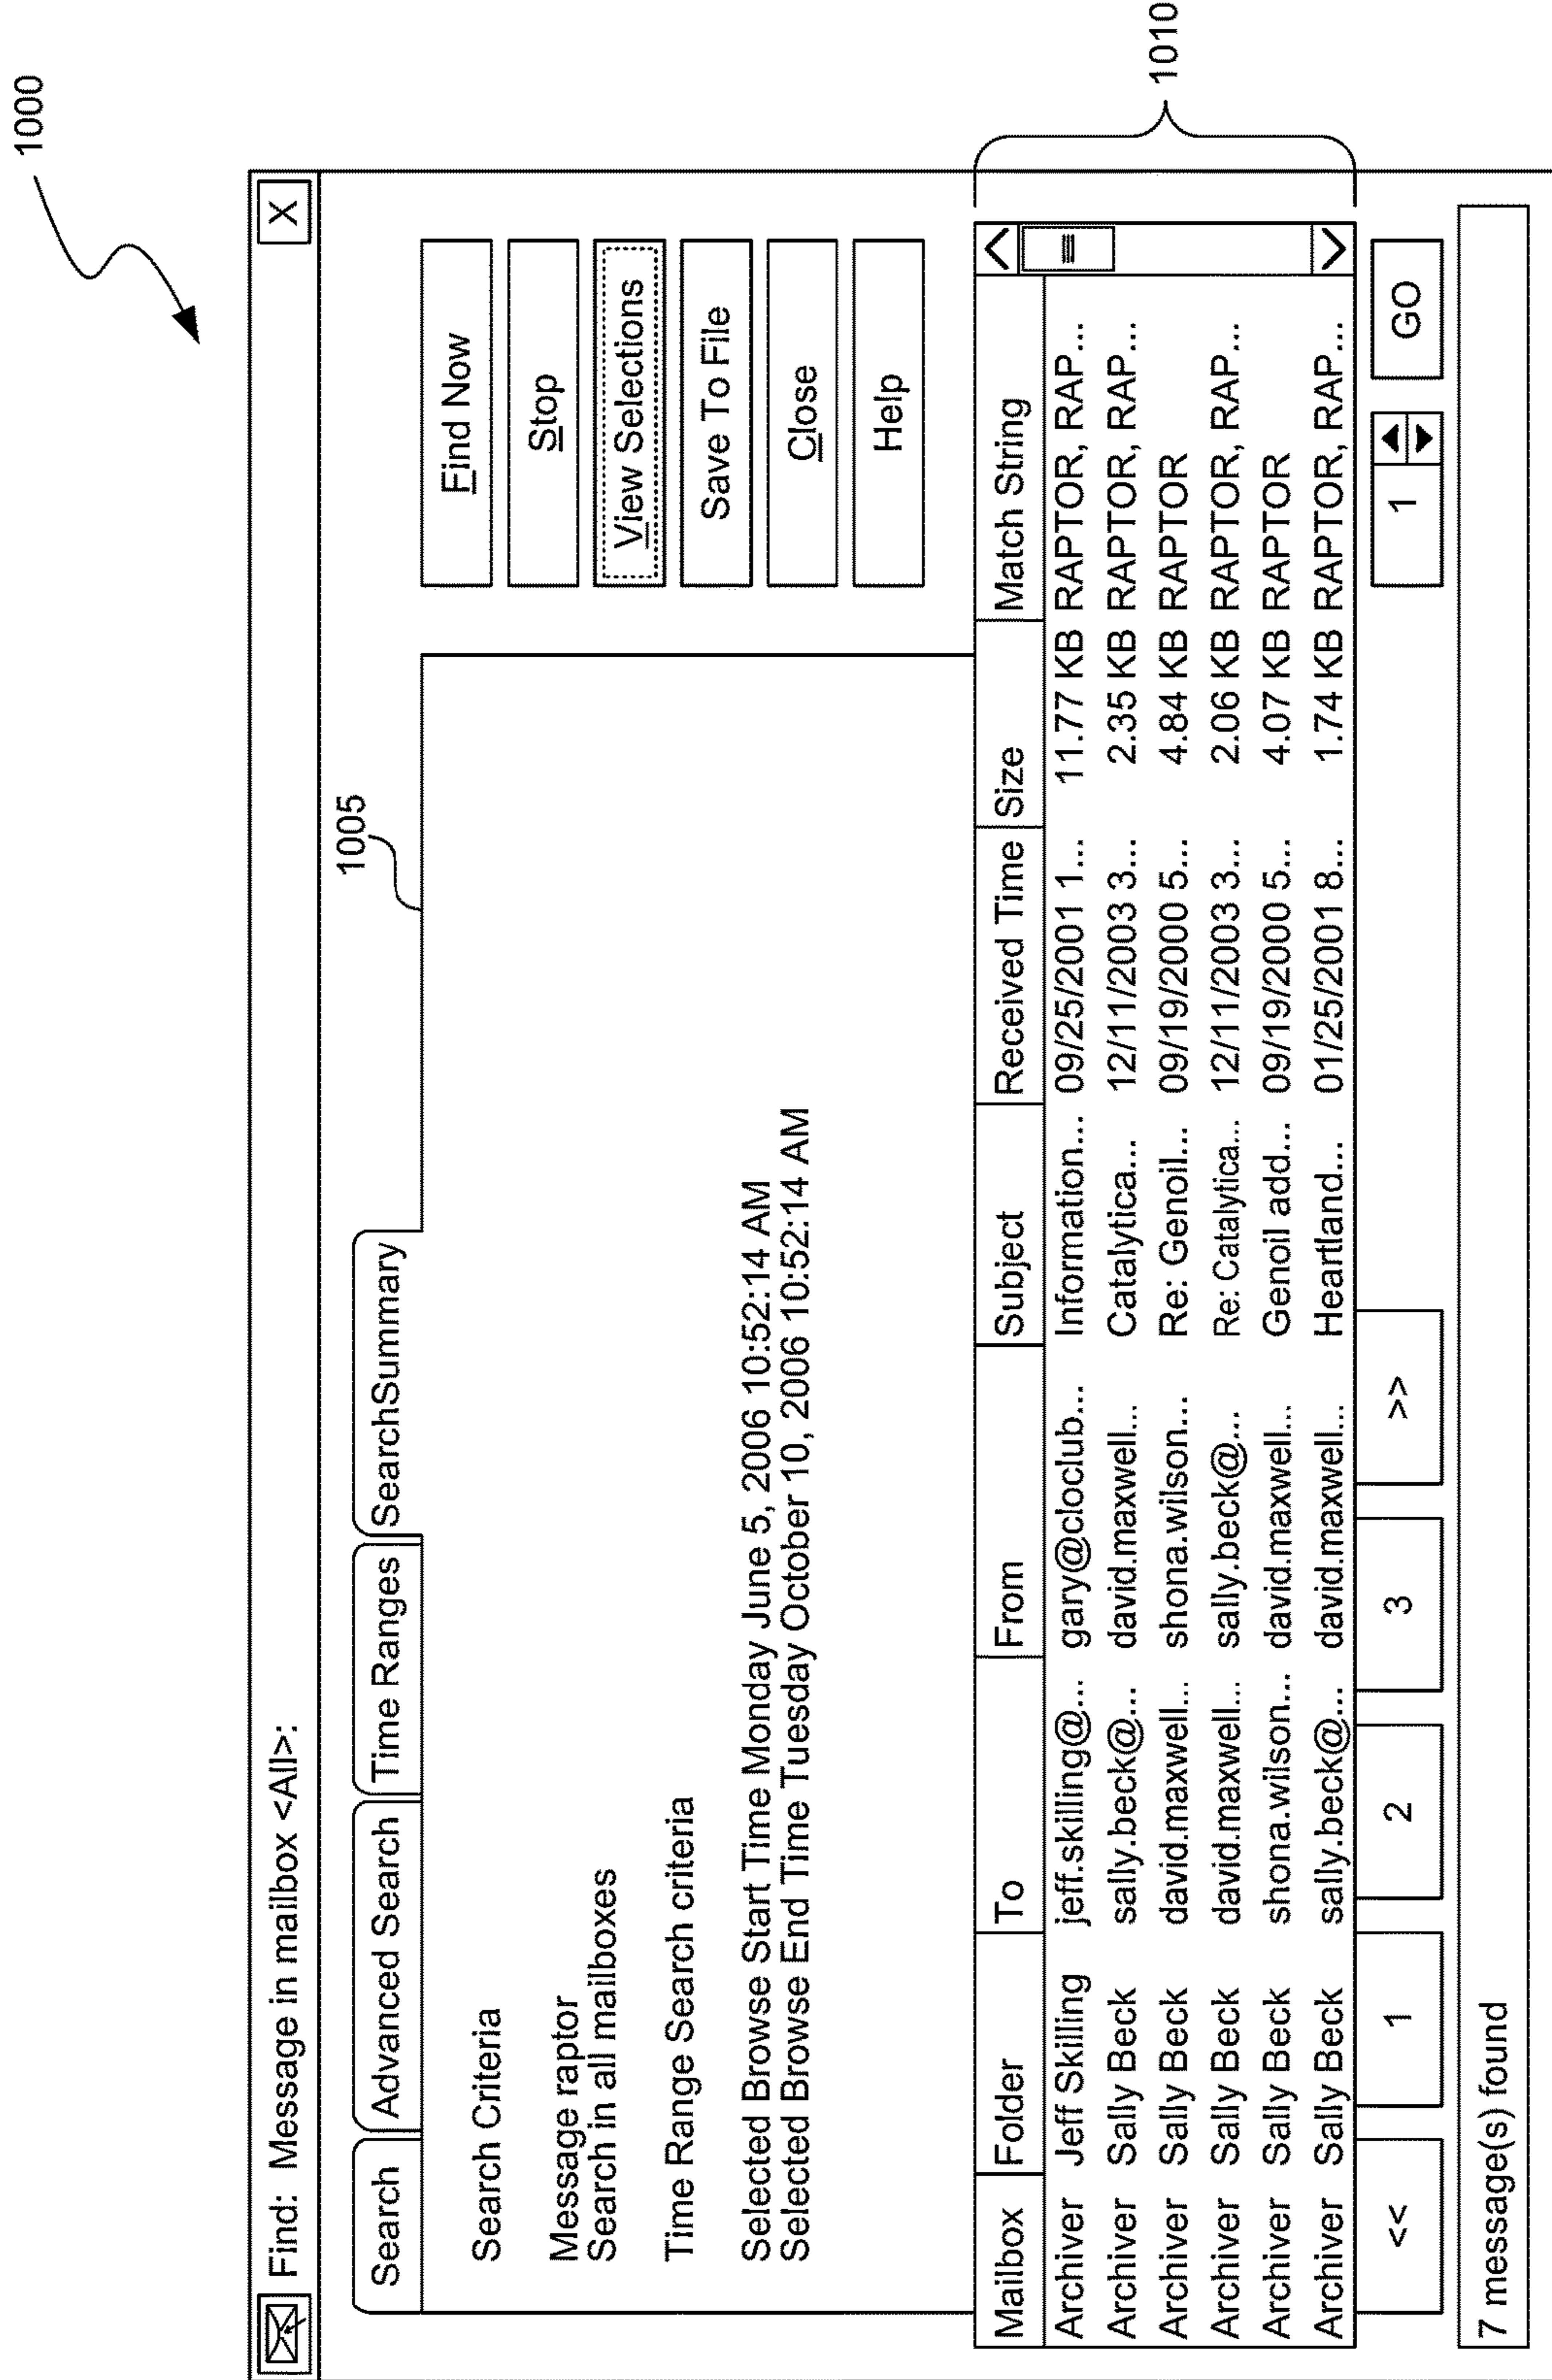 1000
Find: Message in mailbox <All>:
X
Search Advanced Search Time Ranges SearchSummary
1005
Search Criteria
Message raptor
Search in all mailboxes
Time Range Search criteria
Selected Browse Start Time Monday June 5, 2006 10:52:14 AM
Selected Browse End Time Tuesday October 10, 2006 10:52:14 AM
Find Now
Stop
View Selections
Save To File
Close
Help
Mailbox Folder To From Subject Received Time Size Match String
Archiver Jeff Skilling jeff.skilling@... gary@cloclub... Information... 09/25/2001 1... 11.77 KB RAPTOR, RAP...
Archiver Sally Beck sally.beck@... david.maxwell... Catalytica... 12/11/2003 3... 2.35 KB RAPTOR, RAP...
Archiver Sally Beck david.maxwell... shona.wilson... Re: Genoil... 09/19/2000 5... 4.84 KB RAPTOR
Archiver Sally Beck david.maxwell... sally.beck@... Re: Catalytica... 12/11/2003 3... 2.06 KB RAPTOR, RAP...
Archiver Sally Beck shona.wilson... david.maxwell... Genoil add... 09/19/2000 5... 4.07 KB RAPTOR
Archiver Sally Beck sally.beck@... david.maxwell... Heartland... 01/25/2001 8... 1.74 KB RAPTOR, RAP...
1010
<< 1 2 3 >> 1 GO
7 message(s) found